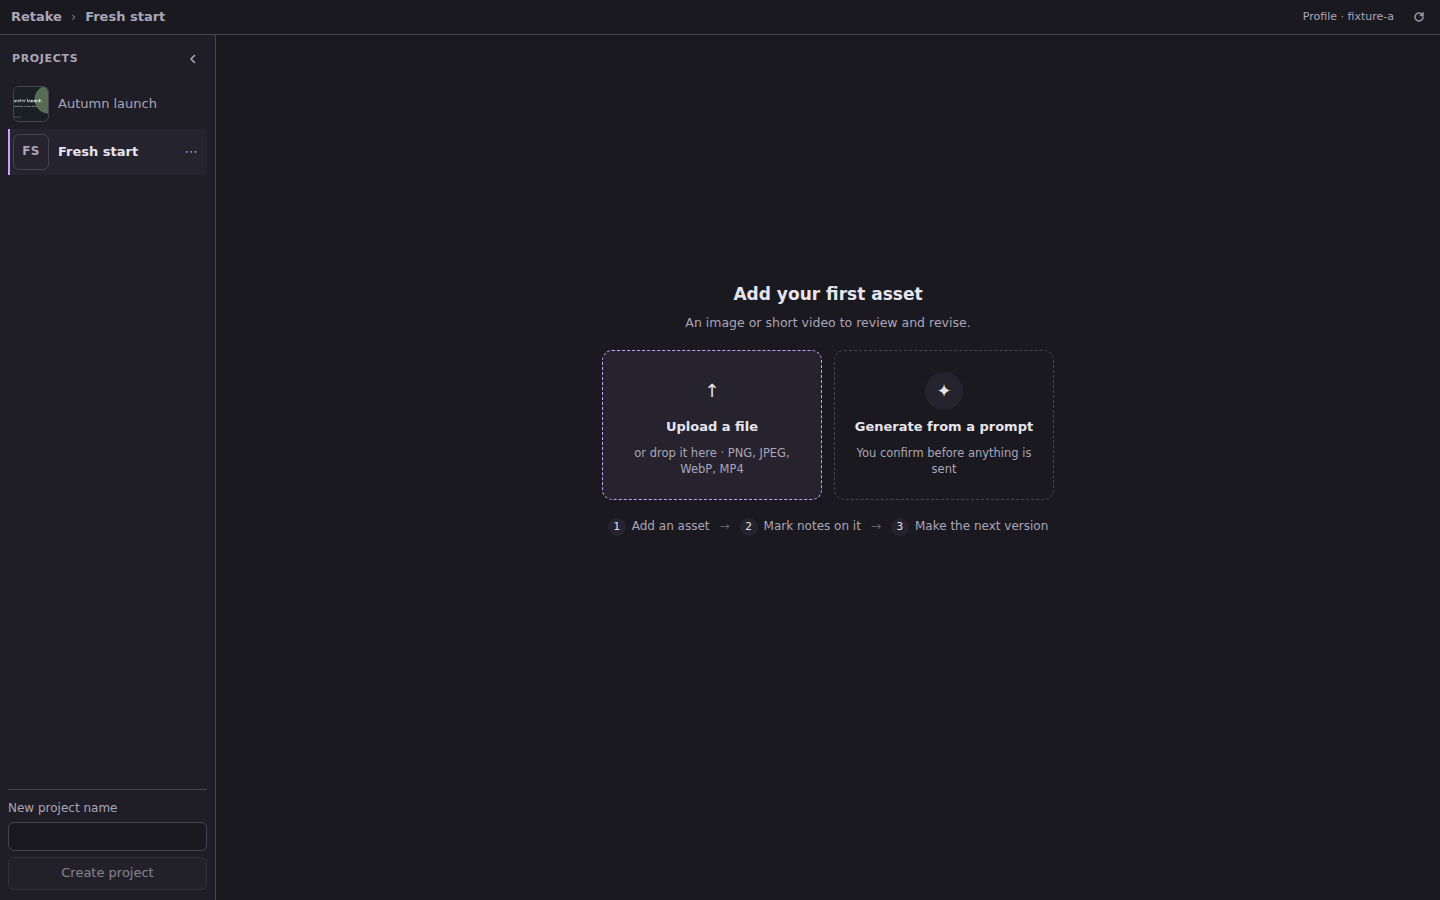 Retake › Fresh start
Profile · fixture-a
PROJECTS
Autumn launch
FS
Fresh start
Add your first asset
An image or short video to review and revise.
Upload a file
or drop it here · PNG, JPEG,
WebP, MP4
Generate from a prompt
You confirm before anything is
sent
1 Add an asset → 2 Mark notes on it → 3 Make the next version
New project name
Create project